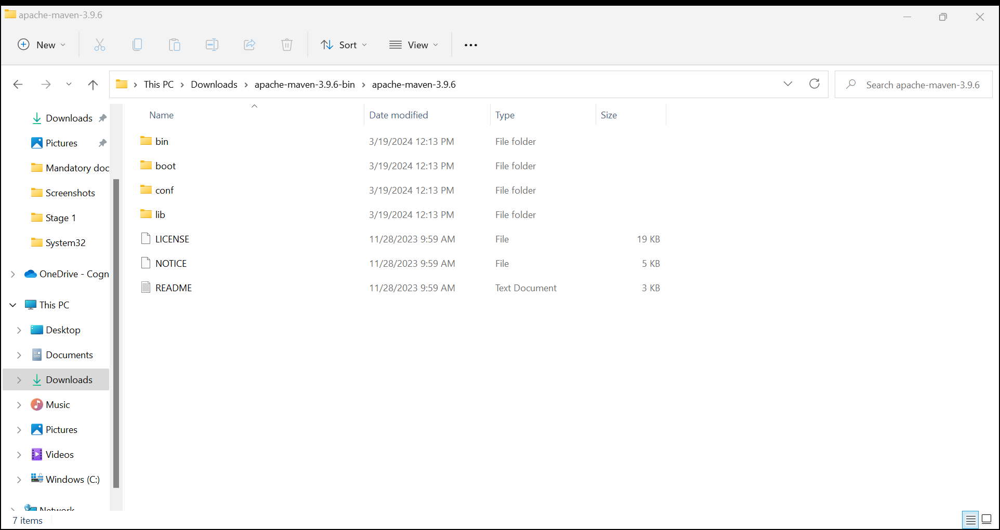 apache-maven-3.9.6
New Sort View
This PC Downloads apache-maven-3.9.6-bin apache-maven-3.9.6
Search apache-maven-3.9.6
Downloads
Pictures
Mandatory doc
Screenshots
Stage 1
System32
OneDrive - Cogn
This PC
Desktop
Documents
Downloads
Music
Pictures
Videos
Windows (C:)
Network
Name Date modified Type Size
bin 3/19/2024 12:13 PM File folder
boot 3/19/2024 12:13 PM File folder
conf 3/19/2024 12:13 PM File folder
lib 3/19/2024 12:13 PM File folder
LICENSE 11/28/2023 9:59 AM File 19 KB
NOTICE 11/28/2023 9:59 AM File 5 KB
README 11/28/2023 9:59 AM Text Document 3 KB
7 items